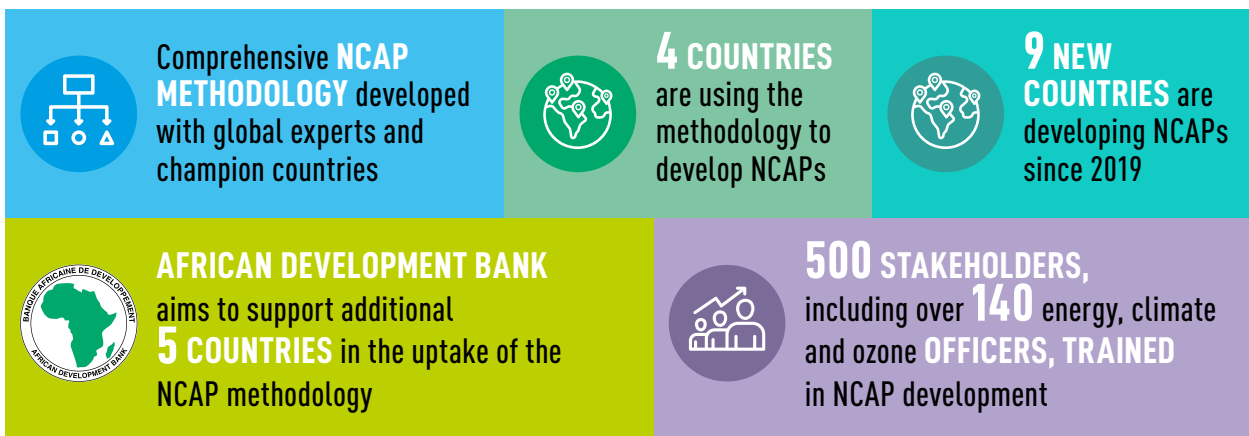 Comprehensive NCAP
METHODOLOGY developed
with global experts and
champion countries
4 COUNTRIES
are using the
methodology to
develop NCAPs
9 NEW
COUNTRIES are
developing NCAPs
since 2019
BANQUE AFRICAINE DE DEVELOPPEMENT
AFRICAN DEVELOPMENT BANK
AFRICAN DEVELOPMENT BANK
aims to support additional
5 COUNTRIES in the uptake of the
NCAP methodology
500 STAKEHOLDERS,
including over 140 energy, climate
and ozone OFFICERS, TRAINED
in NCAP development